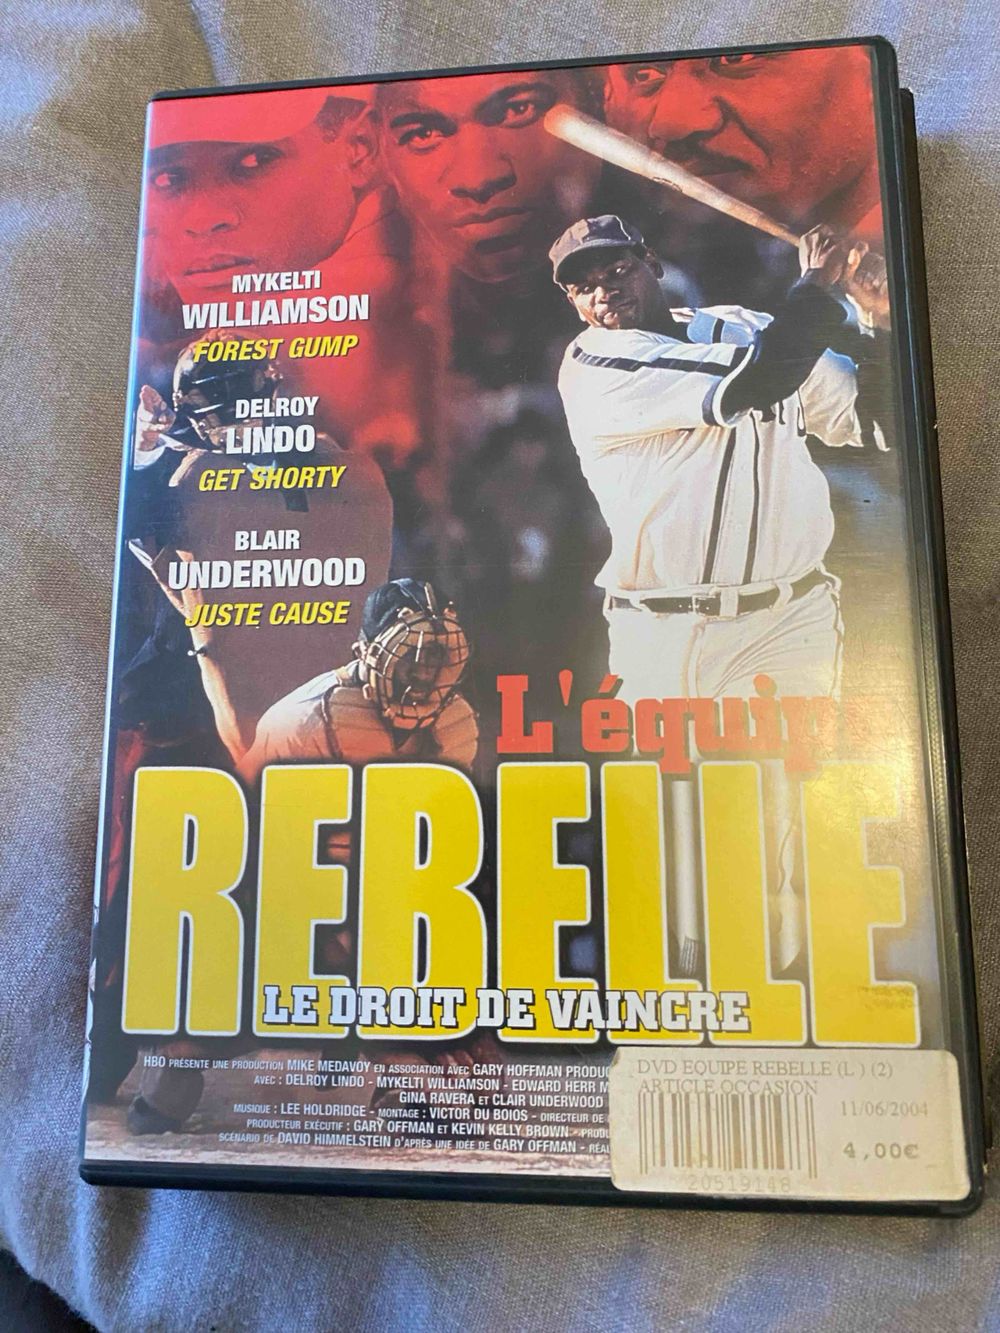 MYKELTI
WILLIAMSON
FOREST GUMP
DELROY
LINDO
GET SHORTY
BLAIR
UNDERWOOD
JUSTE CAUSE
L'équip
REBELLE
LE DROIT DE VAINCRE
HBO PRÉSENTE UNE PRODUCTION MIKE MEDAVOY EN ASSOCIATION AVEC GARY HOFFMAN PRODUC
AVEC : DELROY LINDO - MYKELTI WILLIAMSON - EDWARD HERR M
GINA RAVERA ET CLAIR UNDERWOOD
MUSIQUE : LEE HOLDRIDGE - MONTAGE : VICTOR DU BOIS - DIRECTEUR DE
PRODUCTEUR EXÉCUTIF : GARY OFFMAN ET KEVIN KELLY BROWN - PRODU
SCÉNARIO DE DAVID HIMMELSTEIN D'APRÈS UNE IDÉE DE GARY OFFMAN - RÉAL
DVD EQUIPE REBELLE (L ) (2)
ARTICLE OCCASION
11/06/2004
4,00€
20519148